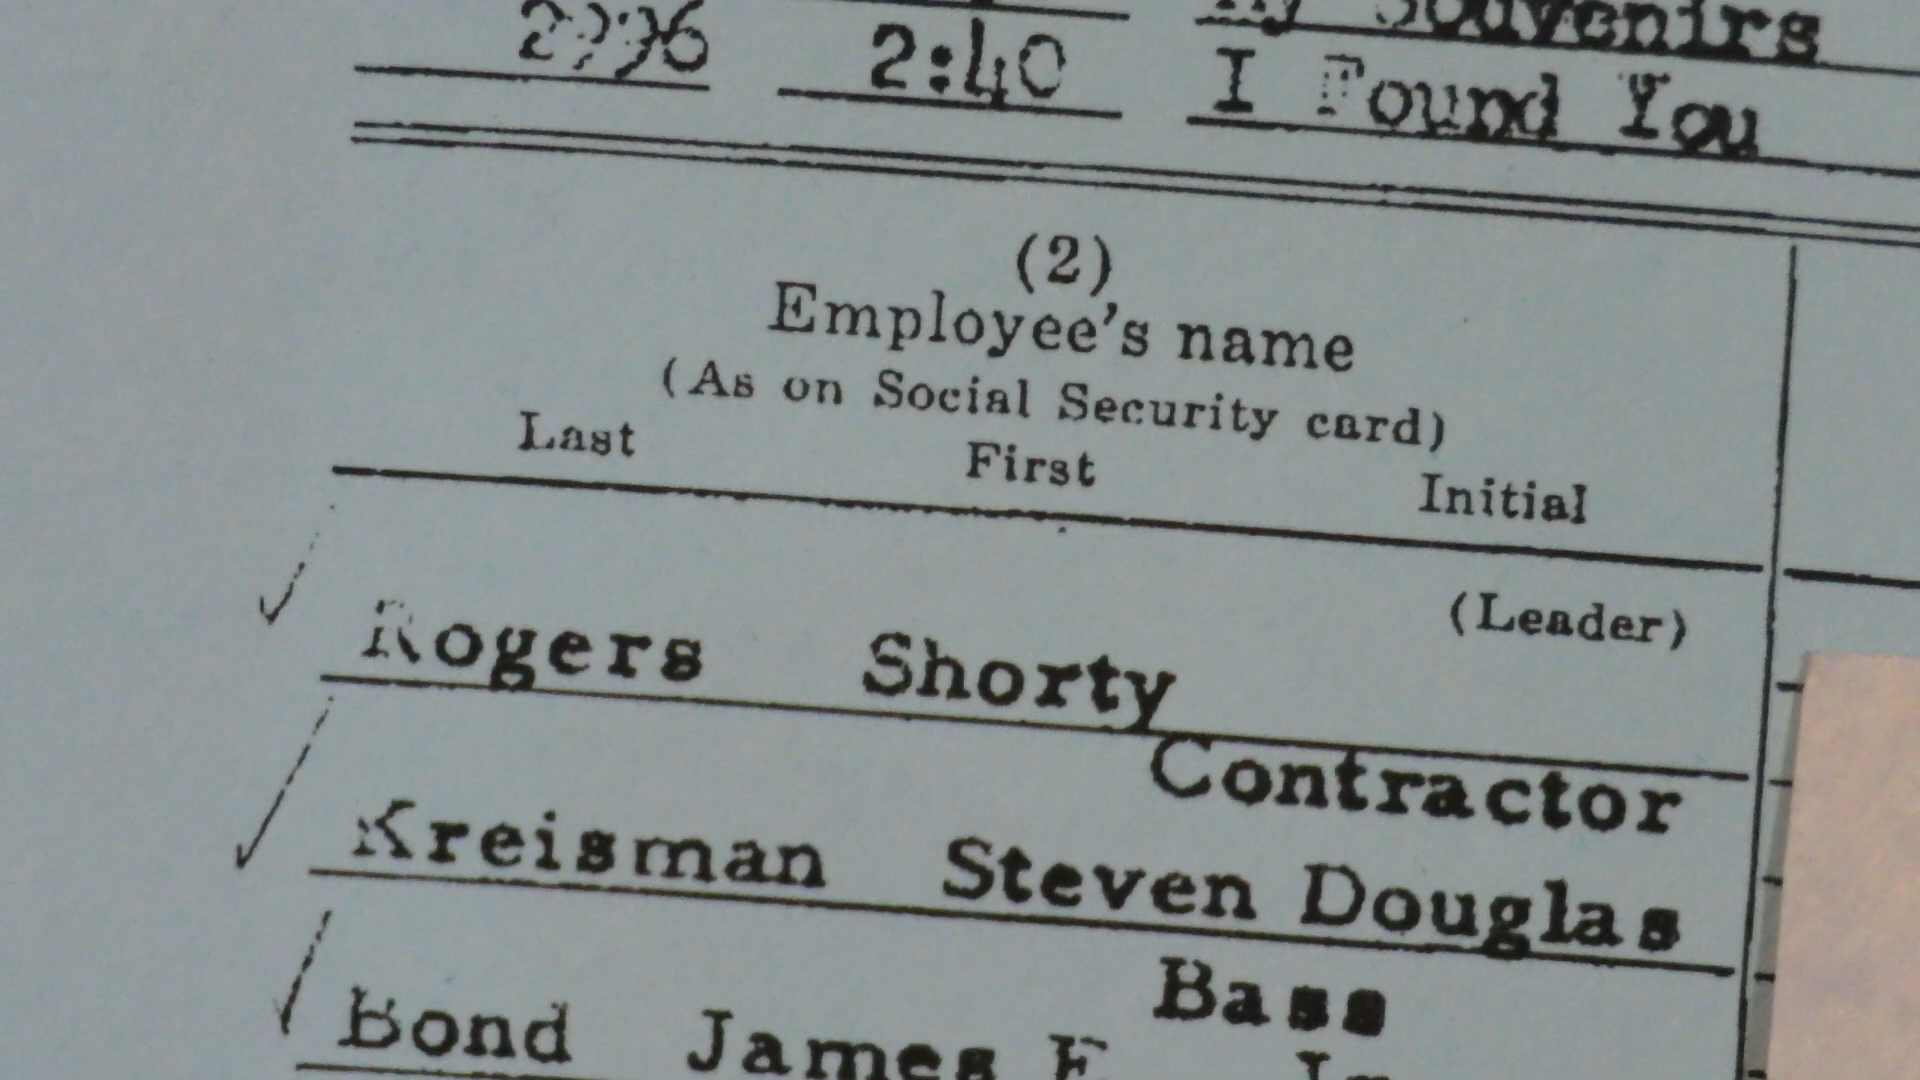 2:40 I Found You
Souvenirs
(2)
Employee's name
(As on Social Security card)
Last First Initial
(Leader)
Rogers Shorty
Contractor
Kreisman Steven Douglas
Bass
Bond James E